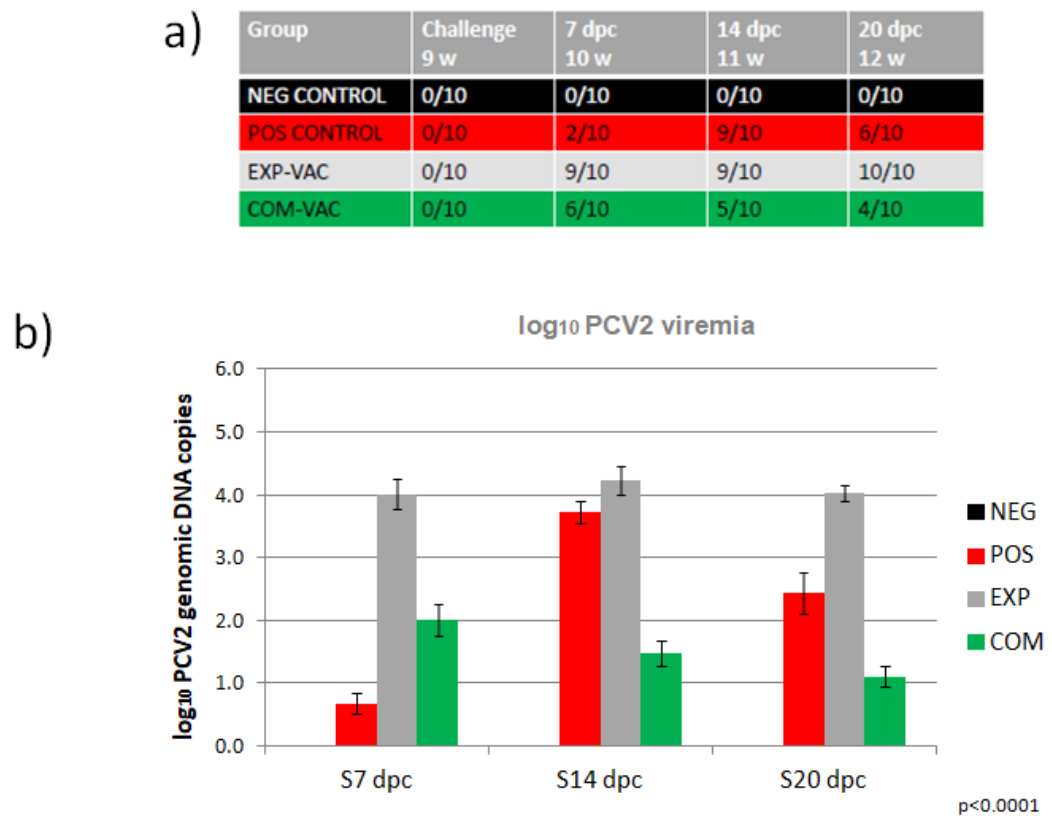 a)
Group Challenge 7 dpc 14 dpc 20 dpc
9 w 10 w 11 w 12 w
NEG CONTROL 0/10 0/10 0/10 0/10
POS CONTROL 0/10 2/10 9/10 6/10
EXP-VAC 0/10 9/10 9/10 10/10
COM-VAC 0/10 6/10 5/10 4/10
b)
log10 PCV2 viremia
log10 PCV2 genomic DNA copies
6.0
5.0
4.0
3.0
2.0
1.0
0.0
S7 dpc S14 dpc S20 dpc
NEG
POS
EXP
COM
p<0.0001